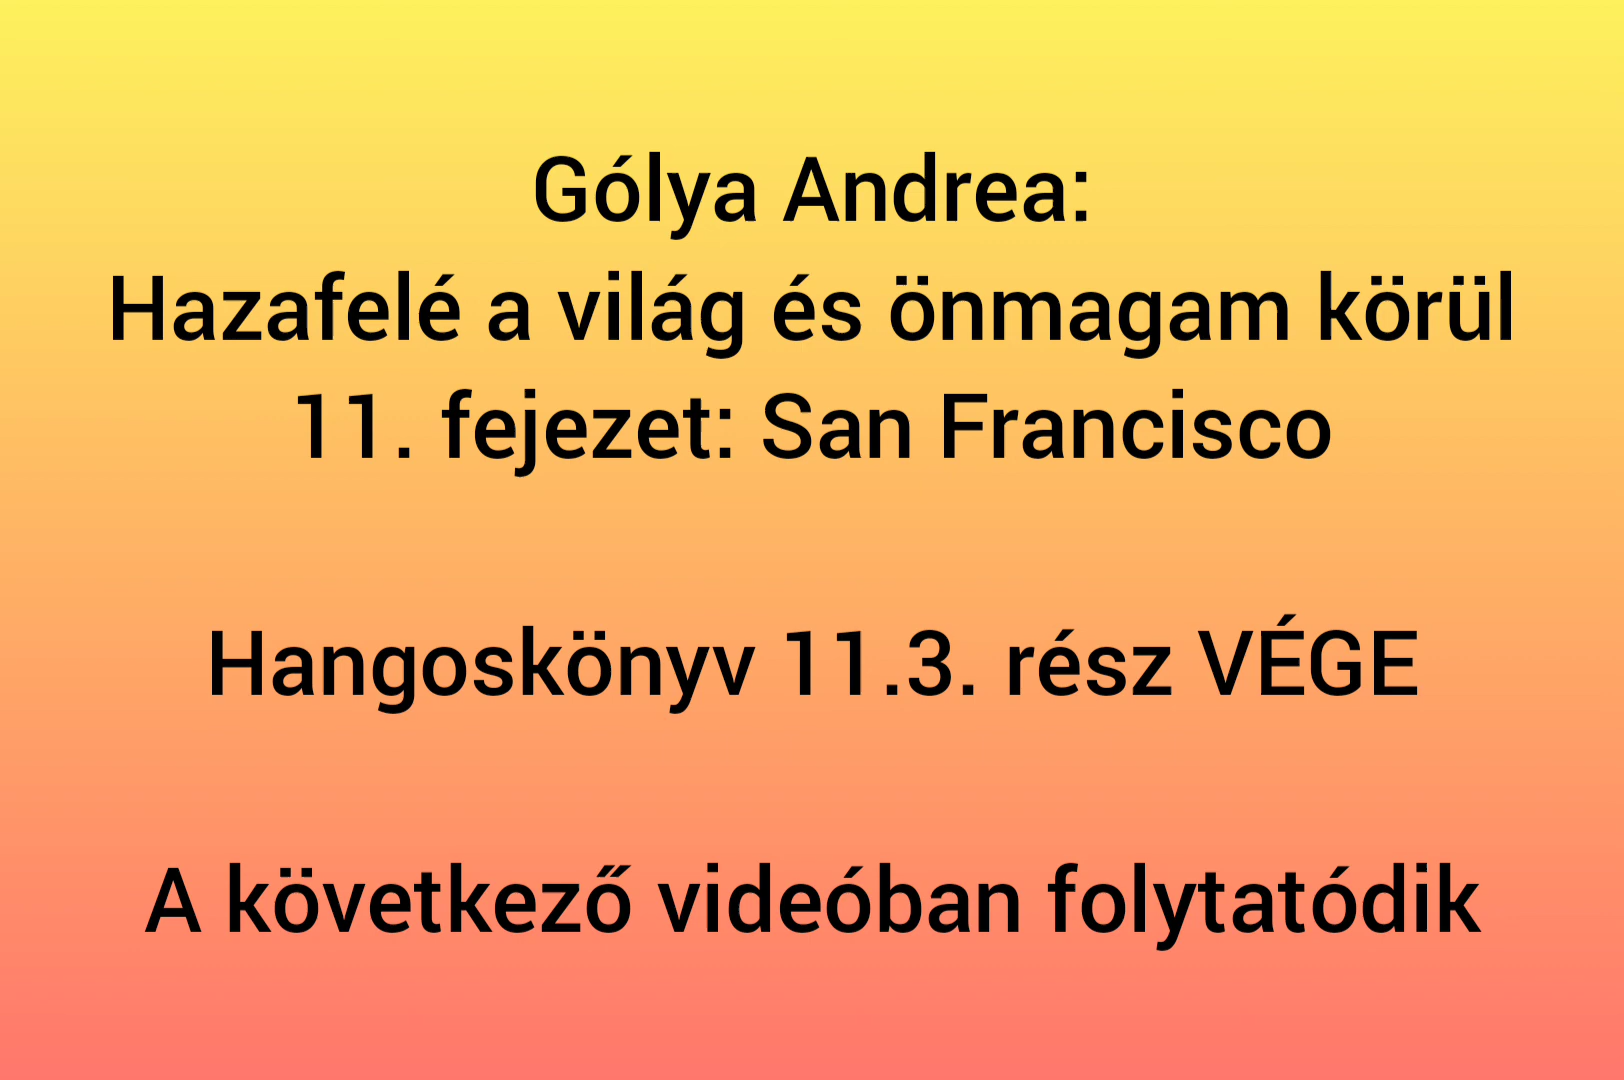 Gólya Andrea:
Hazafelé a világ és önmagam körül
11. fejezet: San Francisco
Hangoskönyv 11.3. rész VÉGE
A következő videóban folytatódik